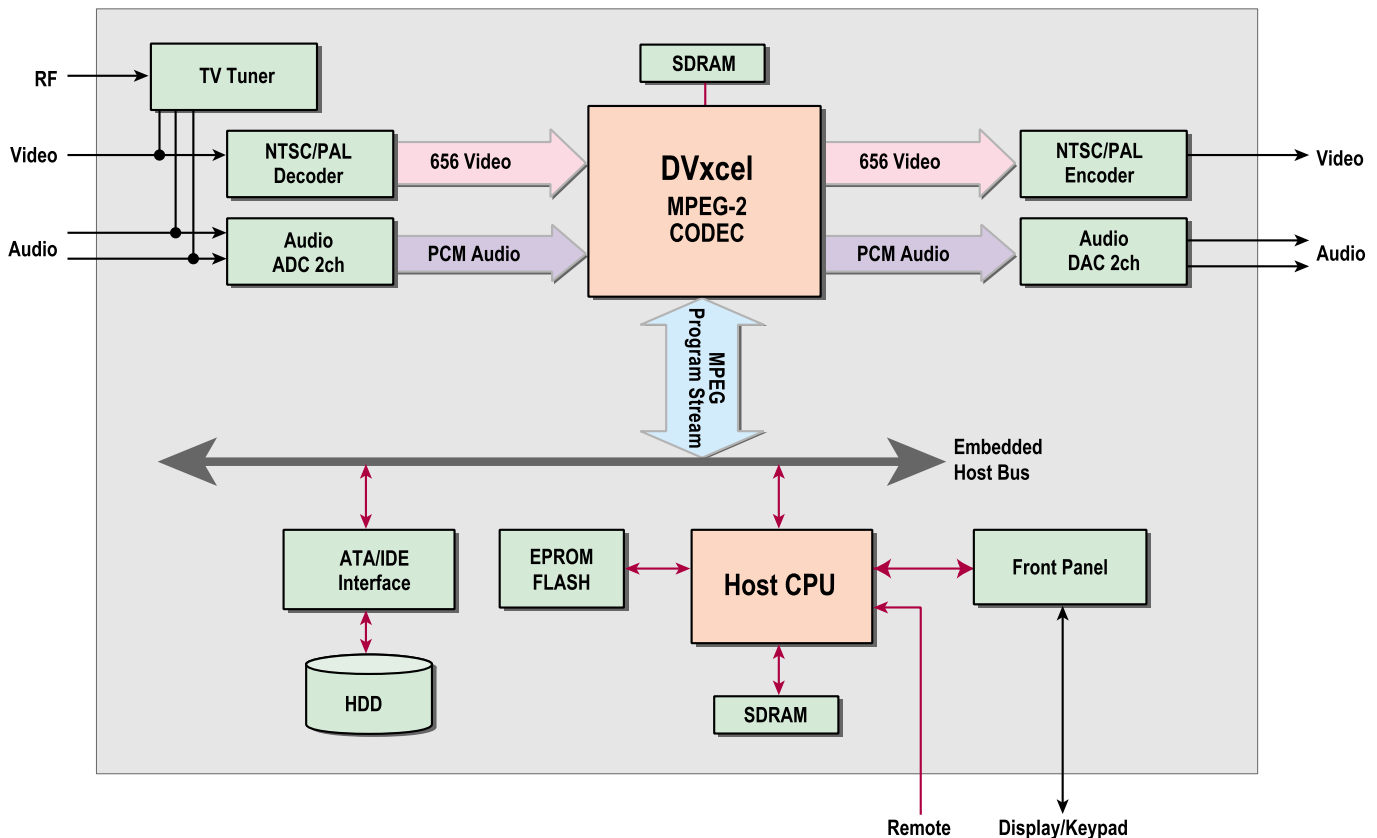 SDRAM
RF
TV Tuner
Video
NTSC/PAL
Decoder
656 Video
DVxcel
MPEG-2
CODEC
656 Video
NTSC/PAL
Encoder
Video
Audio
Audio
ADC 2ch
PCM Audio
PCM Audio
Audio
DAC 2ch
Audio
MPEG
Program Stream
Embedded
Host Bus
ATA/IDE
Interface
EPROM
FLASH
Host CPU
Front Panel
HDD
SDRAM
Remote
Display/Keypad